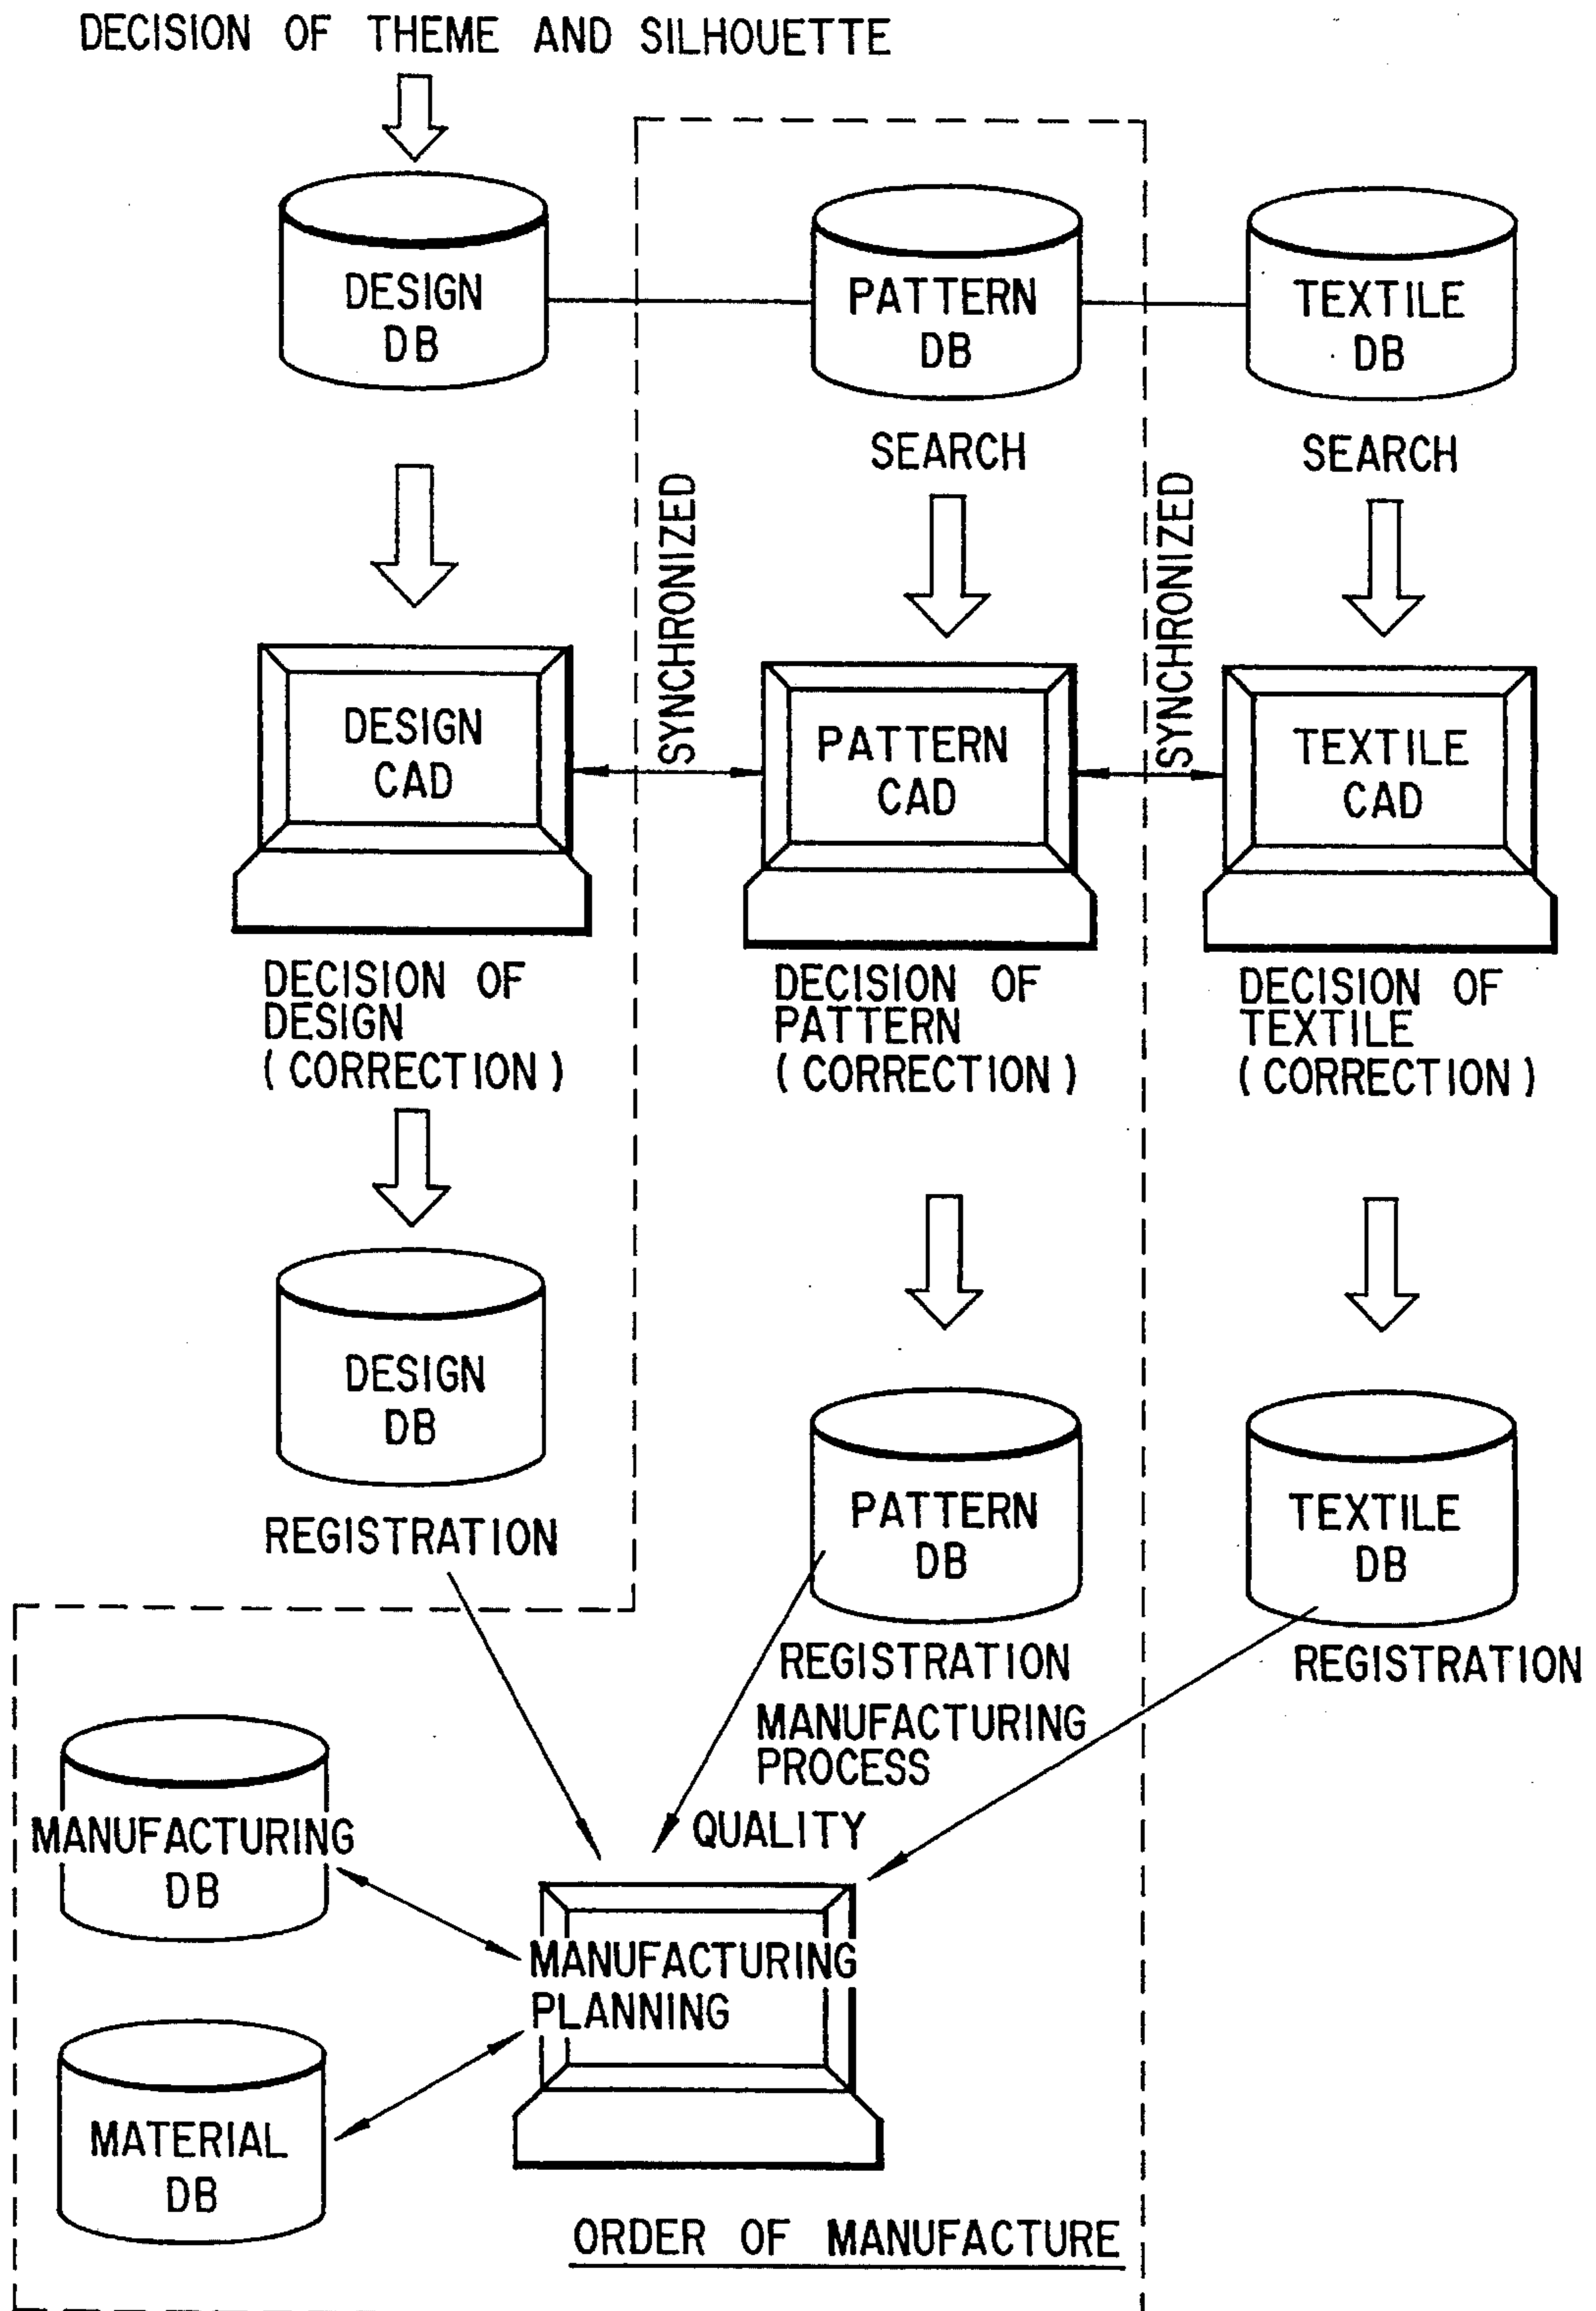 DECISION OF THEME AND SILHOUETTE
DESIGN
DB
PATTERN
DB
TEXTILE
DB
SEARCH
SEARCH
SYNCHRONIZED
SYNCHRONIZED
DESIGN
CAD
PATTERN
CAD
TEXTILE
CAD
DECISION OF
DESIGN
(CORRECTION)
DECISION OF
PATTERN
(CORRECTION)
DECISION OF
TEXTILE
(CORRECTION)
DESIGN
DB
REGISTRATION
PATTERN
DB
TEXTILE
DB
REGISTRATION
REGISTRATION
MANUFACTURING
PROCESS
QUALITY
MANUFACTURING
DB
MANUFACTURING
PLANNING
MATERIAL
DB
ORDER OF MANUFACTURE